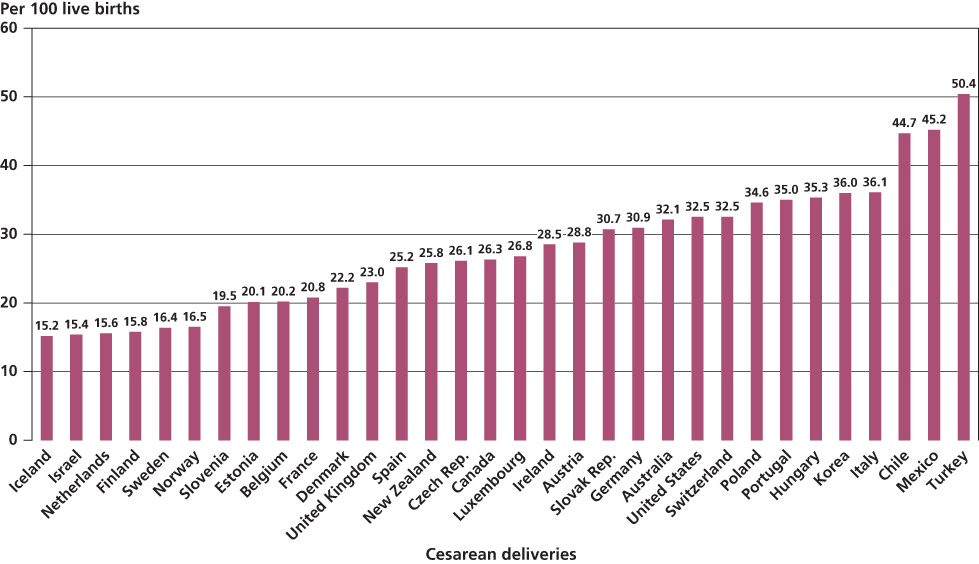 Per 100 live births
60
50
40
30
20
10
0
15.2 15.4 15.6 15.8 16.4 16.5 19.5 20.1 20.2 20.8 22.2 23.0 25.2 25.8 26.1 26.3 26.8 28.5 28.8 30.7 30.9 32.1 32.5 32.5 34.6 35.0 35.3 36.0 36.1 44.7 45.2 50.4
Iceland
Israel
Netherlands
Finland
Sweden
Norway
Slovenia
Estonia
Belgium
France
Denmark
United Kingdom
Spain
New Zealand
Czech Rep.
Canada
Luxembourg
Ireland
Austria
Slovak Rep.
Germany
Australia
United States
Switzerland
Poland
Portugal
Hungary
Korea
Italy
Chile
Mexico
Turkey
Cesarean deliveries